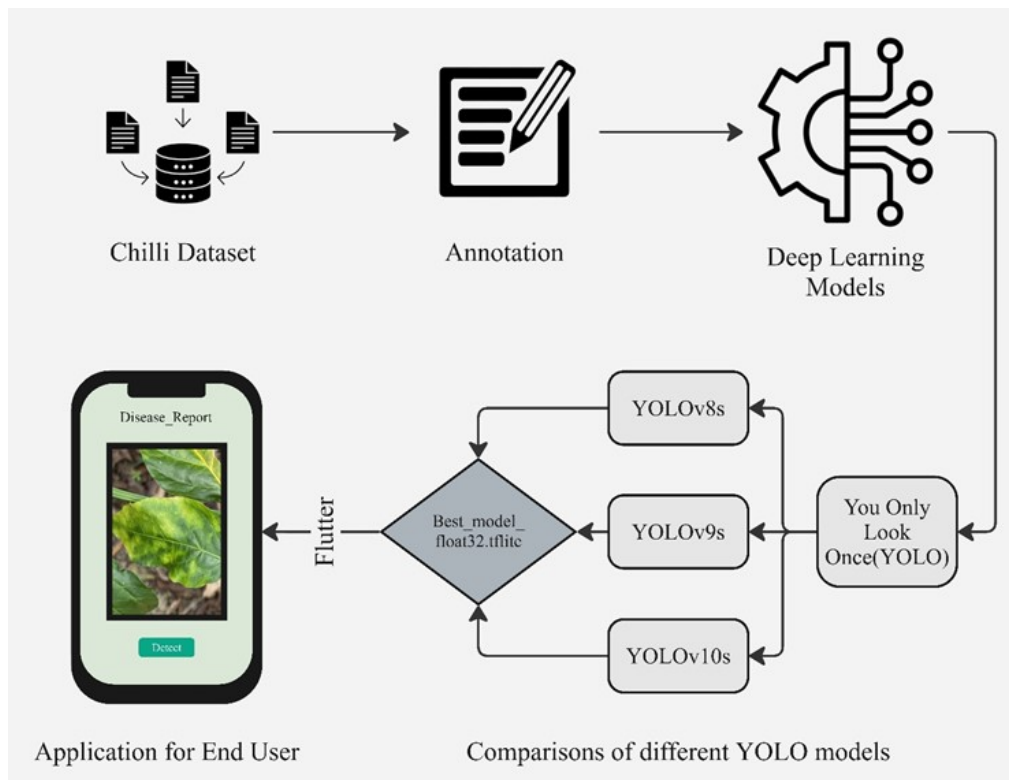 Chilli Dataset
Annotation
Deep Learning
Models
YOLOv8s
YOLOv9s
YOLOv10s
You Only
Look
Once(YOLO)
Best_model_
float32.tflitc
Flutter
Disease_Report
Detect
Application for End User
Comparisons of different YOLO models